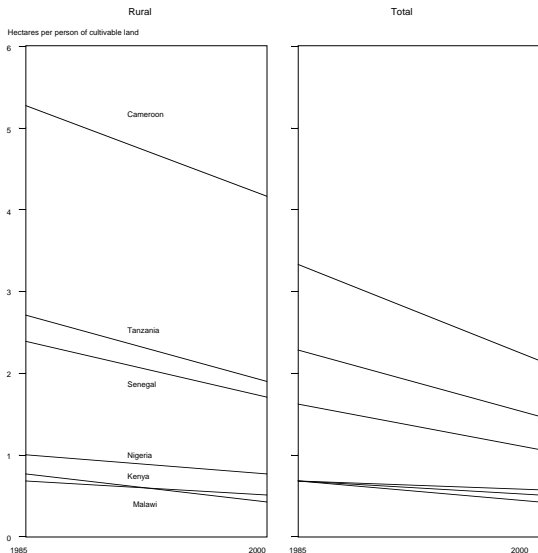 Rural
Total
Hectares per person of cultivable land
6
5
4
3
2
1
0
Cameroon
Tanzania
Senegal
Nigeria
Kenya
Malawi
1985
2000
1985
2000